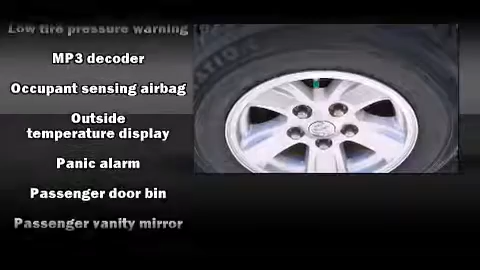 Low tire pressure warning
MP3 decoder
Occupant sensing airbag
Outside
temperature display
Panic alarm
Passenger door bin
Passenger vanity mirror